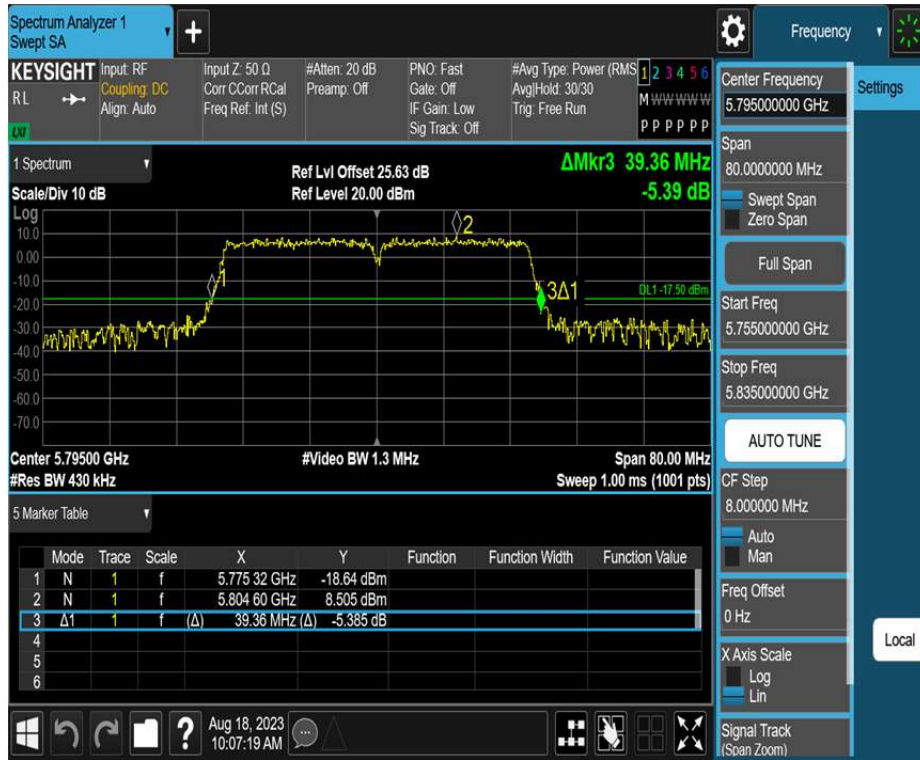 Spectrum Analyzer 1
Swept SA
+
Frequency
KEYSIGHT
RL
LXI
Input: RF
Coupling: DC
Align: Auto
Input Z: 50 Ω
Corr CCorr RCal
Freq Ref: Int (S)
#Atten: 20 dB
Preamp: Off
PNO: Fast
Gate: Off
IF Gain: Low
Sig Track: Off
#Avg Type: Power (RMS
Avg|Hold: 30/30
Trig: Free Run
1 2 3 4 5 6
M W W W W W
P P P P P P
1 Spectrum
Scale/Div 10 dB
Ref Lvl Offset 25.63 dB
Ref Level 20.00 dBm
ΔMkr3 39.36 MHz
-5.39 dB
Log
10.0
0.00
-10.0
-20.0
-30.0
-40.0
-50.0
-60.0
-70.0
1
2
3Δ1
DL1 -17.50 dBm
Center 5.79500 GHz
#Video BW 1.3 MHz
Span 80.00 MHz
#Res BW 430 kHz
Sweep 1.00 ms (1001 pts)
5 Marker Table
Mode Trace Scale X Y Function Function Width Function Value
1 N 1 f 5.775 32 GHz -18.64 dBm
2 N 1 f 5.804 60 GHz 8.505 dBm
3 Δ1 1 f (Δ) 39.36 MHz (Δ) -5.385 dB
4
5
6
?
Aug 18, 2023
10:07:19 AM
Center Frequency
5.795000000 GHz
Settings
Span
80.0000000 MHz
Swept Span
Zero Span
Full Span
Start Freq
5.755000000 GHz
Stop Freq
5.835000000 GHz
AUTO TUNE
CF Step
8.000000 MHz
Auto
Man
Freq Offset
0 Hz
Local
X Axis Scale
Log
Lin
Signal Track
(Span Zoom)